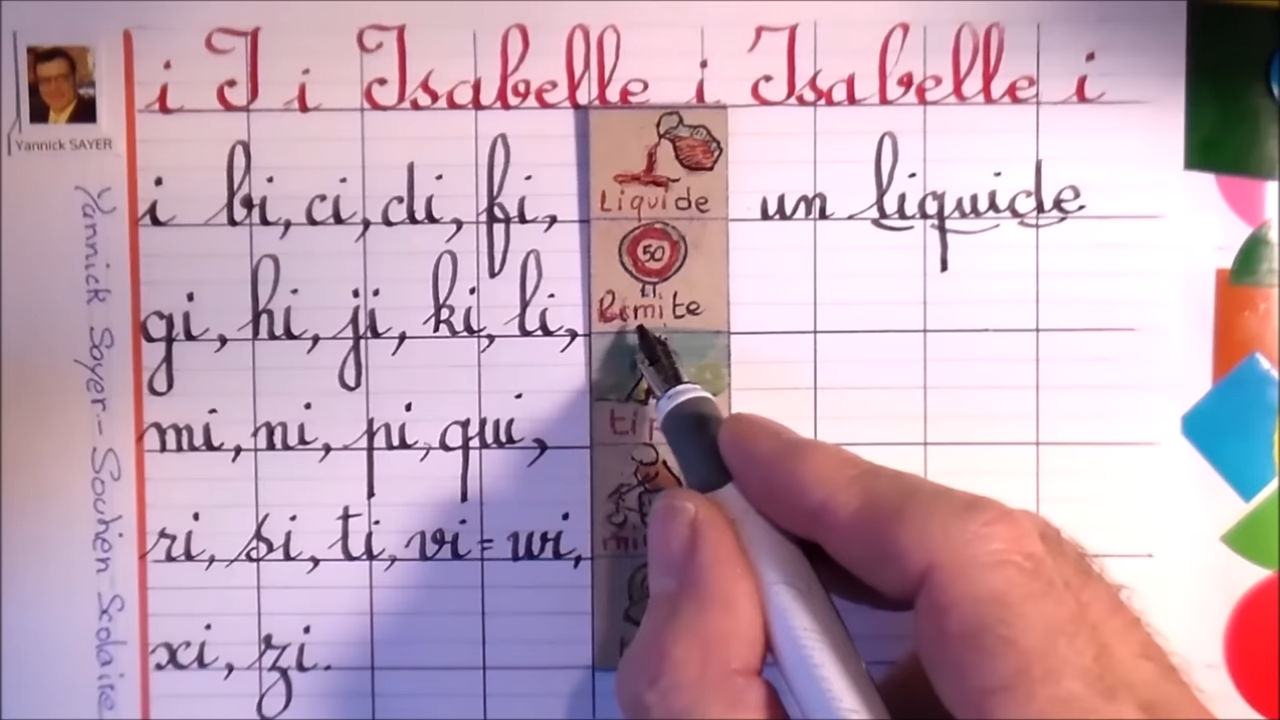 i I i Isabelle i Isabelle i
Yannick SAYER
Yannick Sayer - Soutien Scolaire
i bi, ci, di, fi,
liquide
un liquide
50
gi, hi, ji, ki, li,
limite
mi, ni, pi, qui,
ri, si, ti, vi = wi,
xi, zi.